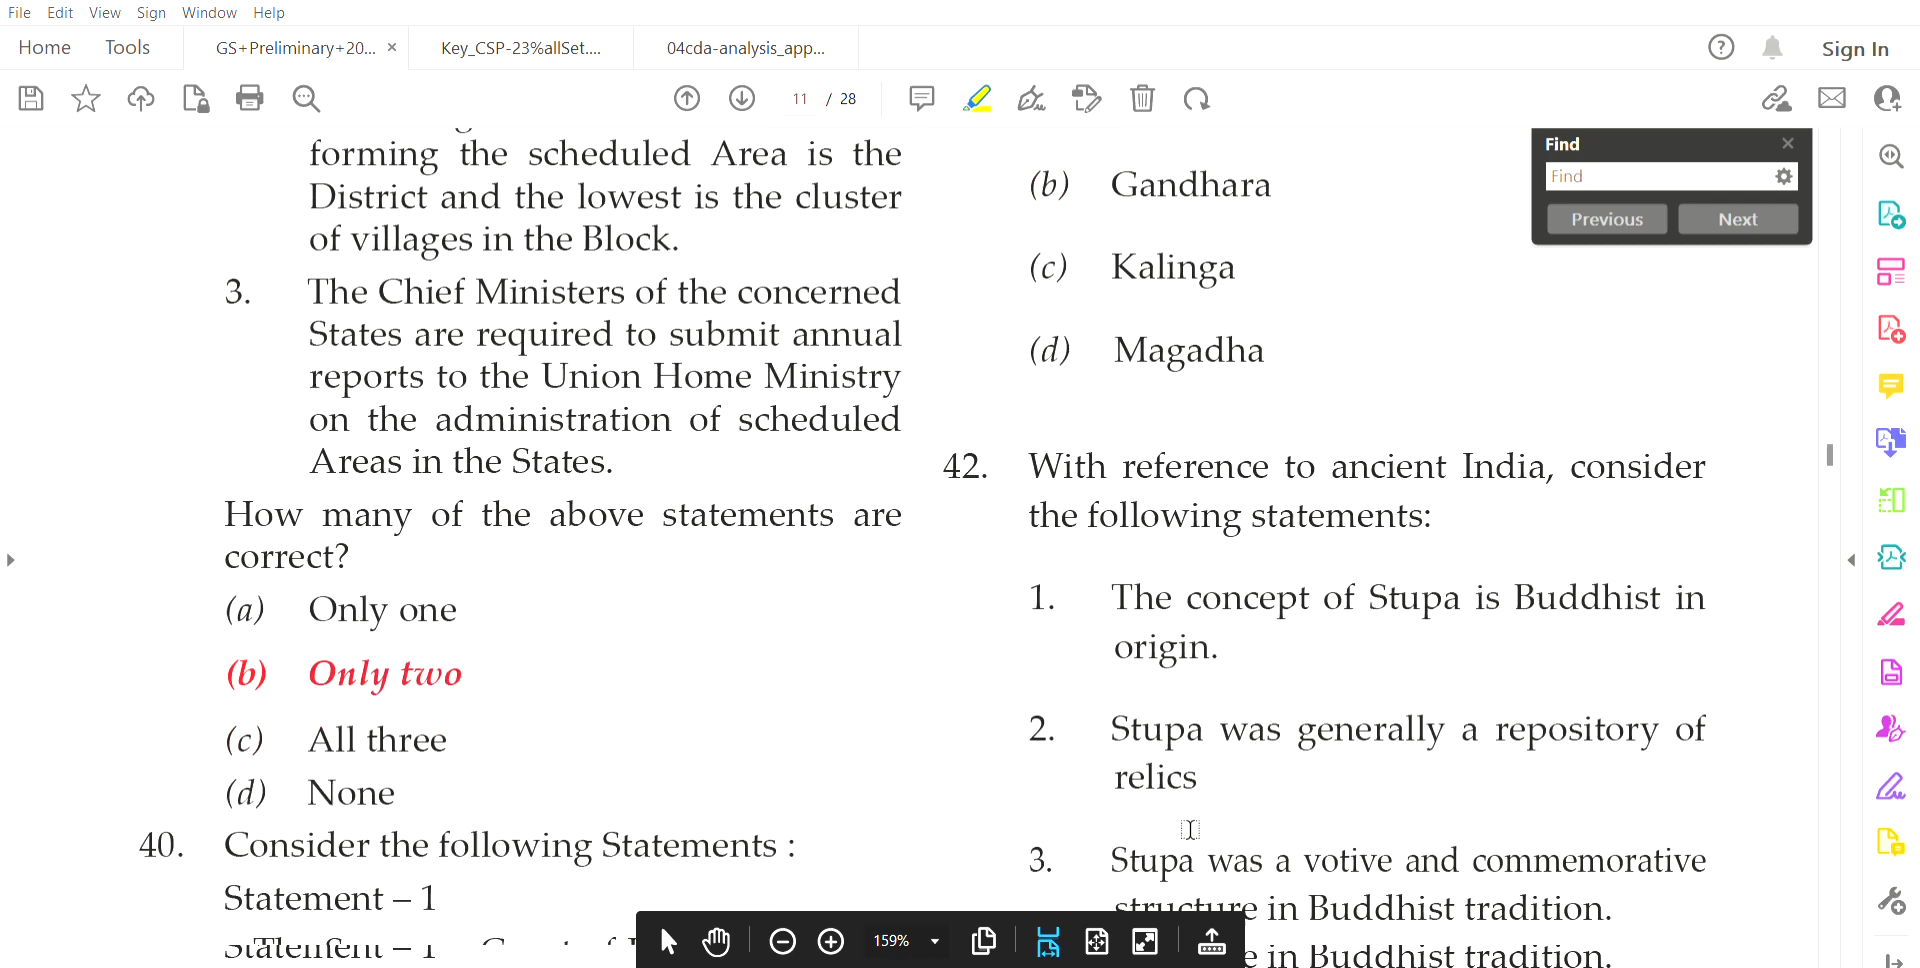 File Edit View Sign Window Help
Home Tools GS+Preliminary+20... × Key_CSP-23%allSet.... 04cda-analysis_app... Sign In
11 / 28
forming the scheduled Area is the
District and the lowest is the cluster
of villages in the Block.
3. The Chief Ministers of the concerned
States are required to submit annual
reports to the Union Home Ministry
on the administration of scheduled
Areas in the States.
How many of the above statements are
correct?
(a) Only one
(b) Only two
(c) All three
(d) None
40. Consider the following Statements :
Statement – 1
(b) Gandhara
(c) Kalinga
(d) Magadha
42. With reference to ancient India, consider
the following statements:
1. The concept of Stupa is Buddhist in
origin.
2. Stupa was generally a repository of
relics
3. Stupa was a votive and commemorative
structure in Buddhist tradition.
e in Buddhist tradition.
Find ×
Find
Previous Next
159%